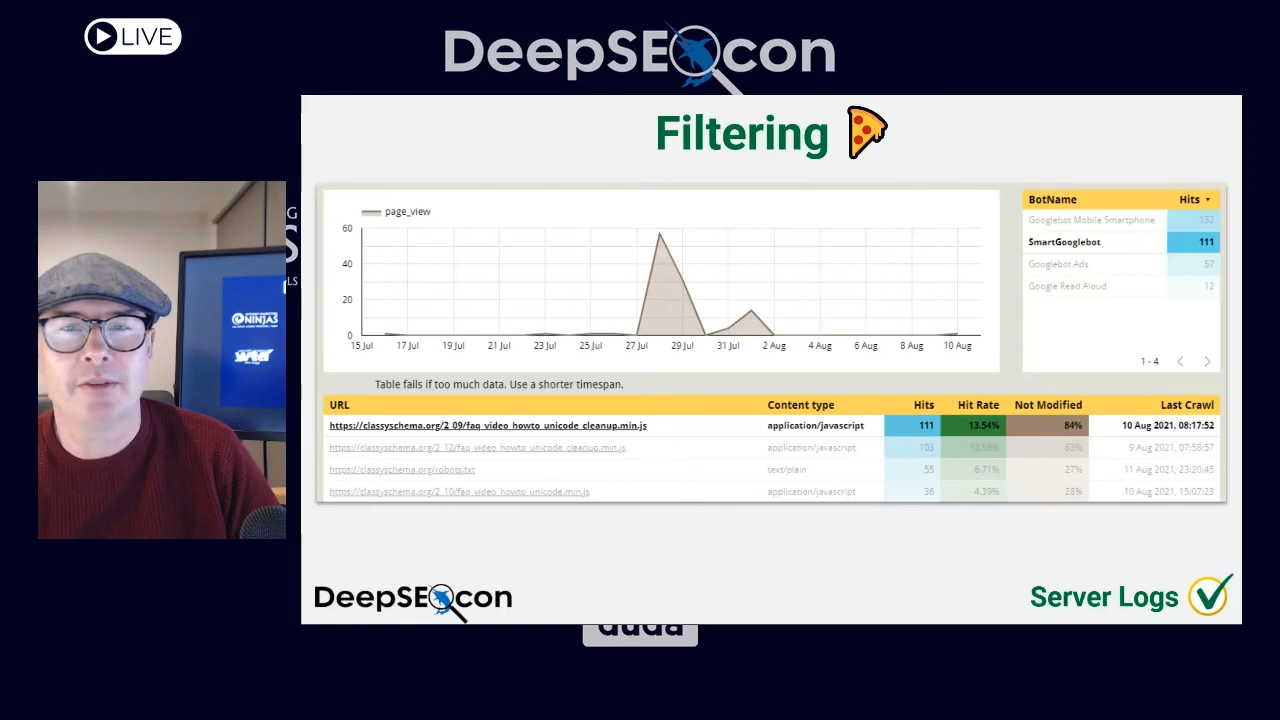 LIVE
DeepSEOcon
Filtering
page_view
60
40
20
0
15 Jul 17 Jul 19 Jul 21 Jul 23 Jul 25 Jul 27 Jul 29 Jul 31 Jul 2 Aug 4 Aug 6 Aug 8 Aug 10 Aug
BotName Hits
Googlebot Mobile Smartphone 132
SmartGooglebot 111
Googlebot Ads 57
Google Read Aloud 12
1 - 4
Table fails if too much data. Use a shorter timespan.
URL Content type Hits Hit Rate Not Modified Last Crawl
https://classyschema.org/2_09/faq_video_howto_unicode_cleanup.min.js application/javascript 111 13.54% 84% 10 Aug 2021, 08:17:52
https://classyschema.org/2_12/faq_video_howto_unicode_cleanup.min.js application/javascript 103 12.56% 63% 9 Aug 2021, 07:58:57
https://classyschema.org/robots.txt text/plain 55 6.71% 27% 11 Aug 2021, 23:20:45
https://classyschema.org/2_10/faq_video_howto_unicode.min.js application/javascript 36 4.39% 28% 10 Aug 2021, 15:07:23
G
S
LS
NINJAS
DeepSEOcon
Server Logs
duda